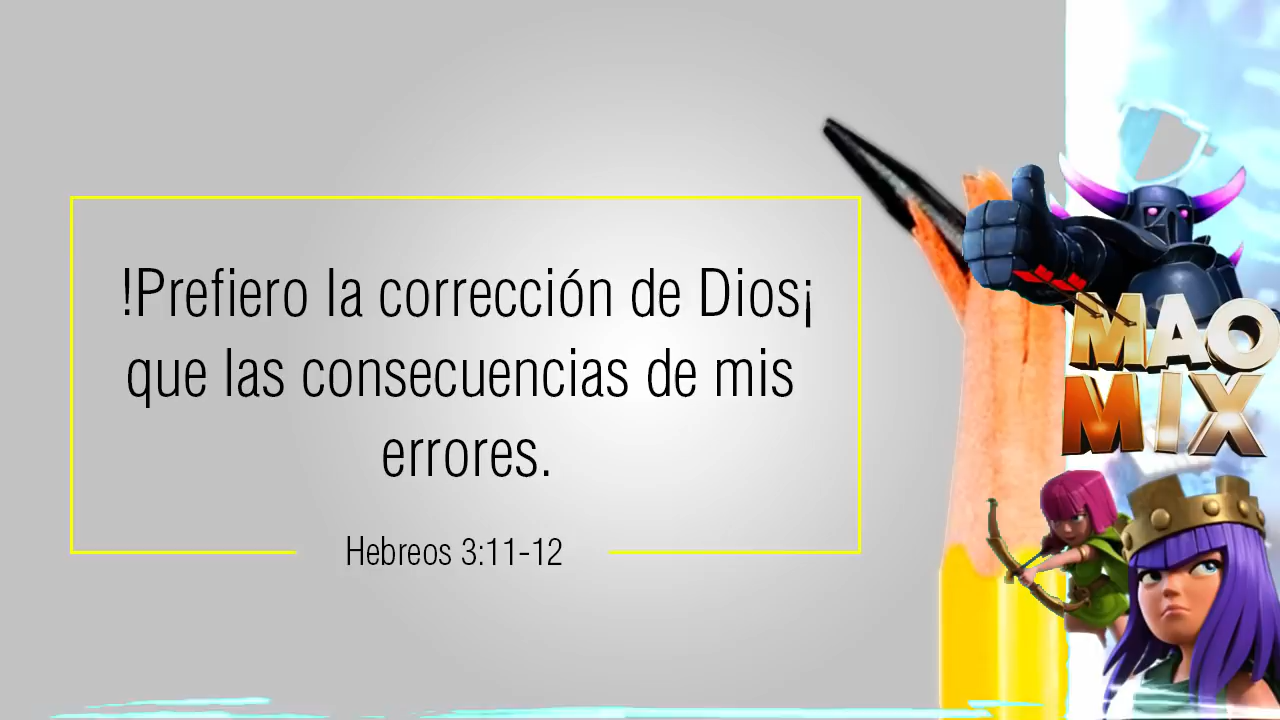 !Prefiero la corrección de Dios¡
que las consecuencias de mis
errores.
Hebreos 3:11-12
MAO
MIX